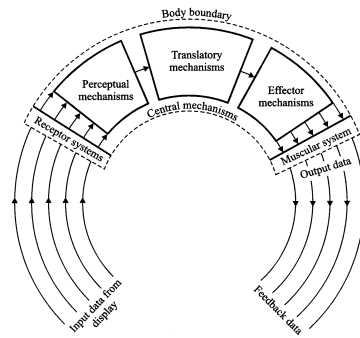 Body boundary
Translatory
mechanisms
Perceptual
mechanisms
Effector
mechanisms
Central mechanisms
Receptor systems
Muscular system
Output data
Input data from
display
Feedback data